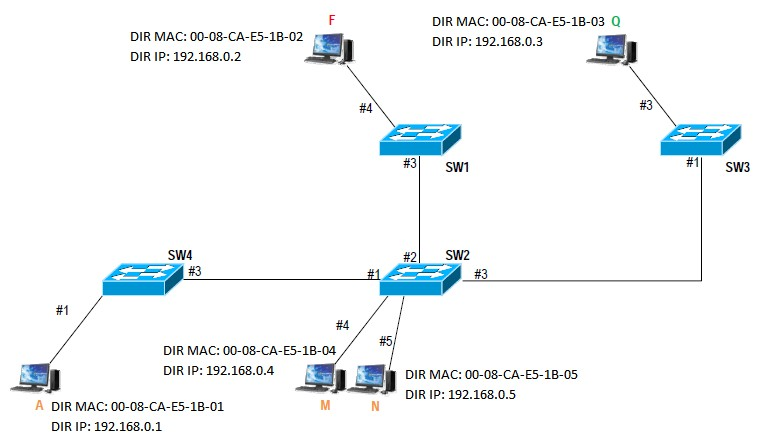 F
DIR MAC: 00-08-CA-E5-1B-02
DIR IP: 192.168.0.2
DIR MAC: 00-08-CA-E5-1B-03 Q
DIR IP: 192.168.0.3
#4
#3
#3
SW1
#1
SW3
SW4
#3
#2
SW2
#1
#3
#1
#4
#5
DIR MAC: 00-08-CA-E5-1B-04
DIR IP: 192.168.0.4
DIR MAC: 00-08-CA-E5-1B-05
DIR IP: 192.168.0.5
A
DIR MAC: 00-08-CA-E5-1B-01
DIR IP: 192.168.0.1
M
N